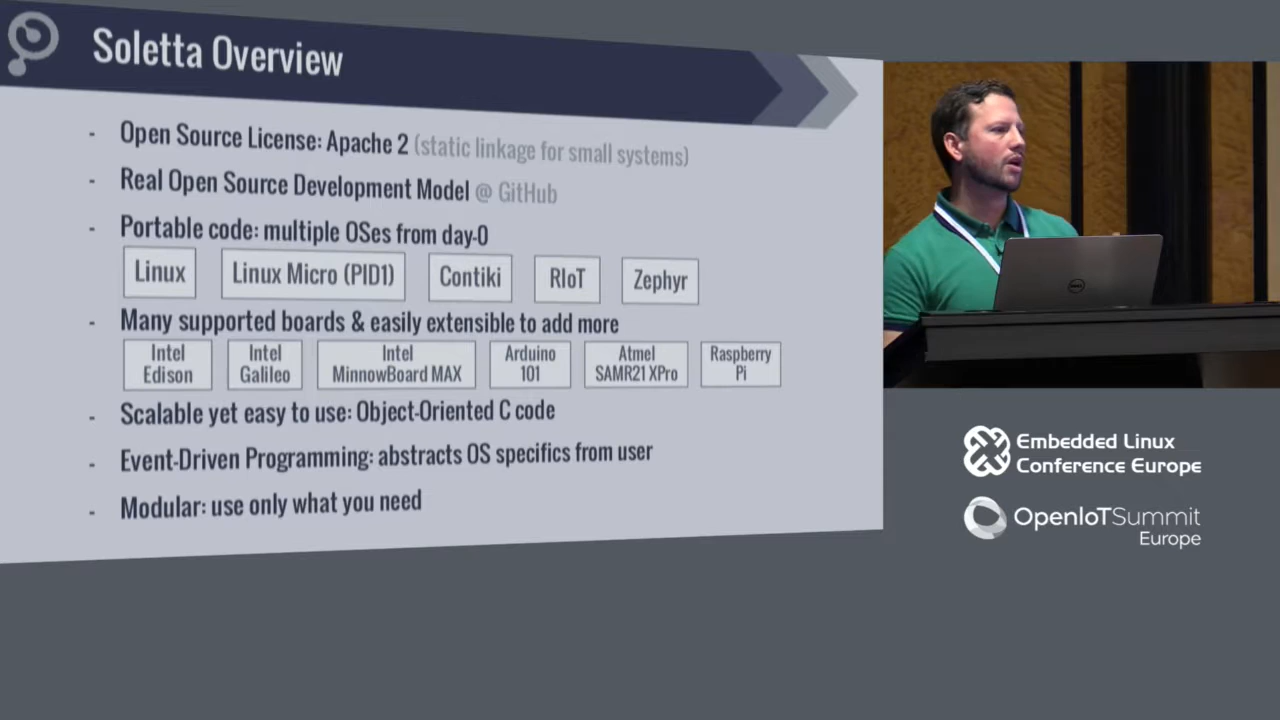 Soletta Overview
- Open Source License: Apache 2 (static linkage for small systems)
- Real Open Source Development Model @ GitHub
- Portable code: multiple OSes from day-0
Linux
Linux Micro (PID1)
Contiki
RIoT
Zephyr
- Many supported boards & easily extensible to add more
Intel
Edison
Intel
Galileo
Intel
MinnowBoard MAX
Arduino
101
Atmel
SAMR21 XPro
Raspberry
Pi
- Scalable yet easy to use: Object-Oriented C code
- Event-Driven Programming: abstracts OS specifics from user
- Modular: use only what you need
DELL
Embedded Linux
Conference Europe
OpenIoTSummit
Europe